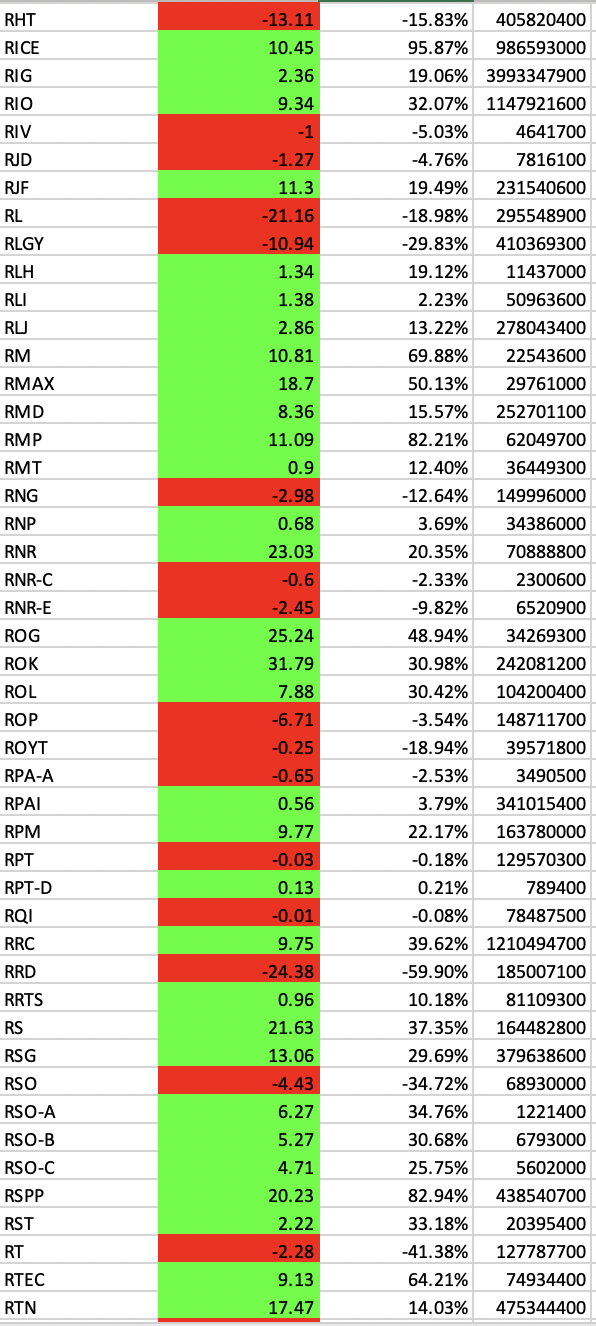 RHT -13.11 -15.83% 405820400
RICE 10.45 95.87% 986593000
RIG 2.36 19.06% 3993347900
RIO 9.34 32.07% 1147921600
RIV -1 -5.03% 4641700
RJD -1.27 -4.76% 7816100
RJF 11.3 19.49% 231540600
RL -21.16 -18.98% 295548900
RLGY -10.94 -29.83% 410369300
RLH 1.34 19.12% 11437000
RLI 1.38 2.23% 50963600
RLJ 2.86 13.22% 278043400
RM 10.81 69.88% 22543600
RMAX 18.7 50.13% 29761000
RMD 8.36 15.57% 252701100
RMP 11.09 82.21% 62049700
RMT 0.9 12.40% 36449300
RNG -2.98 -12.64% 149996000
RNP 0.68 3.69% 34386000
RNR 23.03 20.35% 70888800
RNR-C -0.6 -2.33% 2300600
RNR-E -2.45 -9.82% 6520900
ROG 25.24 48.94% 34269300
ROK 31.79 30.98% 242081200
ROL 7.88 30.42% 104200400
ROP -6.71 -3.54% 148711700
ROYT -0.25 -18.94% 39571800
RPA-A -0.65 -2.53% 3490500
RPAI 0.56 3.79% 341015400
RPM 9.77 22.17% 163780000
RPT -0.03 -0.18% 129570300
RPT-D 0.13 0.21% 789400
RQI -0.01 -0.08% 78487500
RRC 9.75 39.62% 1210494700
RRD -24.38 -59.90% 185007100
RRTS 0.96 10.18% 81109300
RS 21.63 37.35% 164482800
RSG 13.06 29.69% 379638600
RSO -4.43 -34.72% 68930000
RSO-A 6.27 34.76% 1221400
RSO-B 5.27 30.68% 6793000
RSO-C 4.71 25.75% 5602000
RSPP 20.23 82.94% 438540700
RST 2.22 33.18% 20395400
RT -2.28 -41.38% 127787700
RTEC 9.13 64.21% 74934400
RTN 17.47 14.03% 475344400